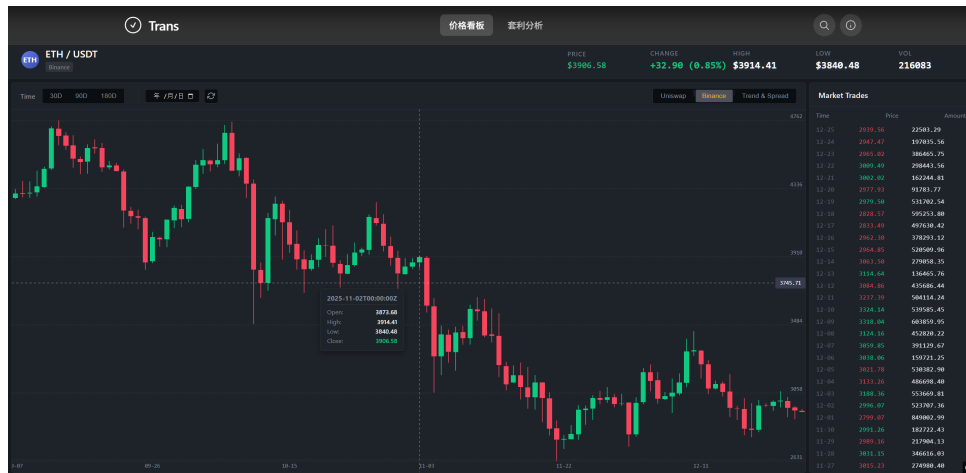 Trans
价格看板
套利分析
ETH
ETH / USDT
Binance
PRICE
$3906.58
CHANGE
+32.90 (0.85%)
HIGH
$3914.41
LOW
$3840.48
VOL
216083
Time 30D 90D 180D
年 /月/日
Uniswap Binance Trend & Spread
4762
4336
3910
3745.71
3484
3058
2631
2025-11-02T00:00:00Z
Open: 3873.68
High: 3914.41
Low: 3840.48
Close: 3906.58
09-26 10-15 11-03 11-22 12-11
Market Trades
Time Price Amount
12-25 2939.56 22503.29
12-24 2947.47 197035.56
12-23 2965.02 386465.75
12-22 3009.49 298443.56
12-21 3002.02 162244.81
12-20 2977.93 91783.77
12-19 2979.50 531702.54
12-18 2828.57 595253.80
12-17 2833.49 497630.42
12-16 2962.30 378293.12
12-15 2964.85 520509.96
12-14 3063.50 279058.35
12-13 3114.64 136465.76
12-12 3084.86 435686.44
12-11 3237.39 504114.24
12-10 3324.14 539585.45
12-09 3318.04 603859.95
12-08 3124.16 452820.22
12-07 3059.85 391129.67
12-06 3038.06 159721.25
12-05 3021.78 530382.90
12-04 3133.26 486698.40
12-03 3188.36 553669.81
12-02 2996.07 523707.36
12-01 2799.07 849002.99
11-30 2991.26 182722.43
11-29 2989.16 217904.13
11-28 3031.15 346616.03
11-27 3015.23 274980.40